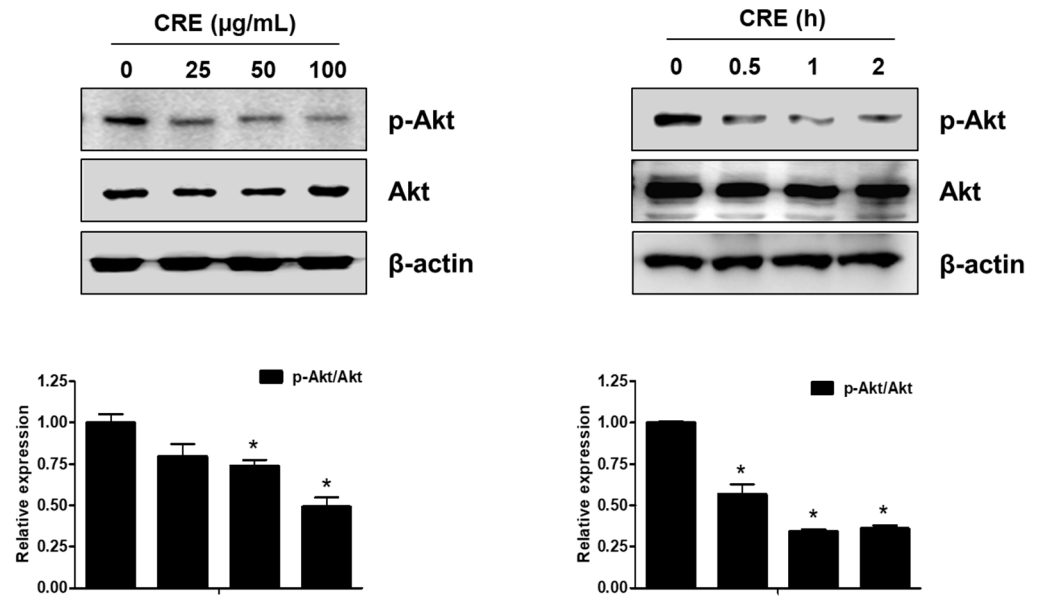 CRE (µg/mL)
0 25 50 100
p-Akt
Akt
β-actin
CRE (h)
0 0.5 1 2
p-Akt
Akt
β-actin
p-Akt/Akt
Relative expression
1.25
1.00
0.75
0.50
0.25
0.00
*
*
p-Akt/Akt
Relative expression
1.25
1.00
0.75
0.50
0.25
0.00
*
*
*